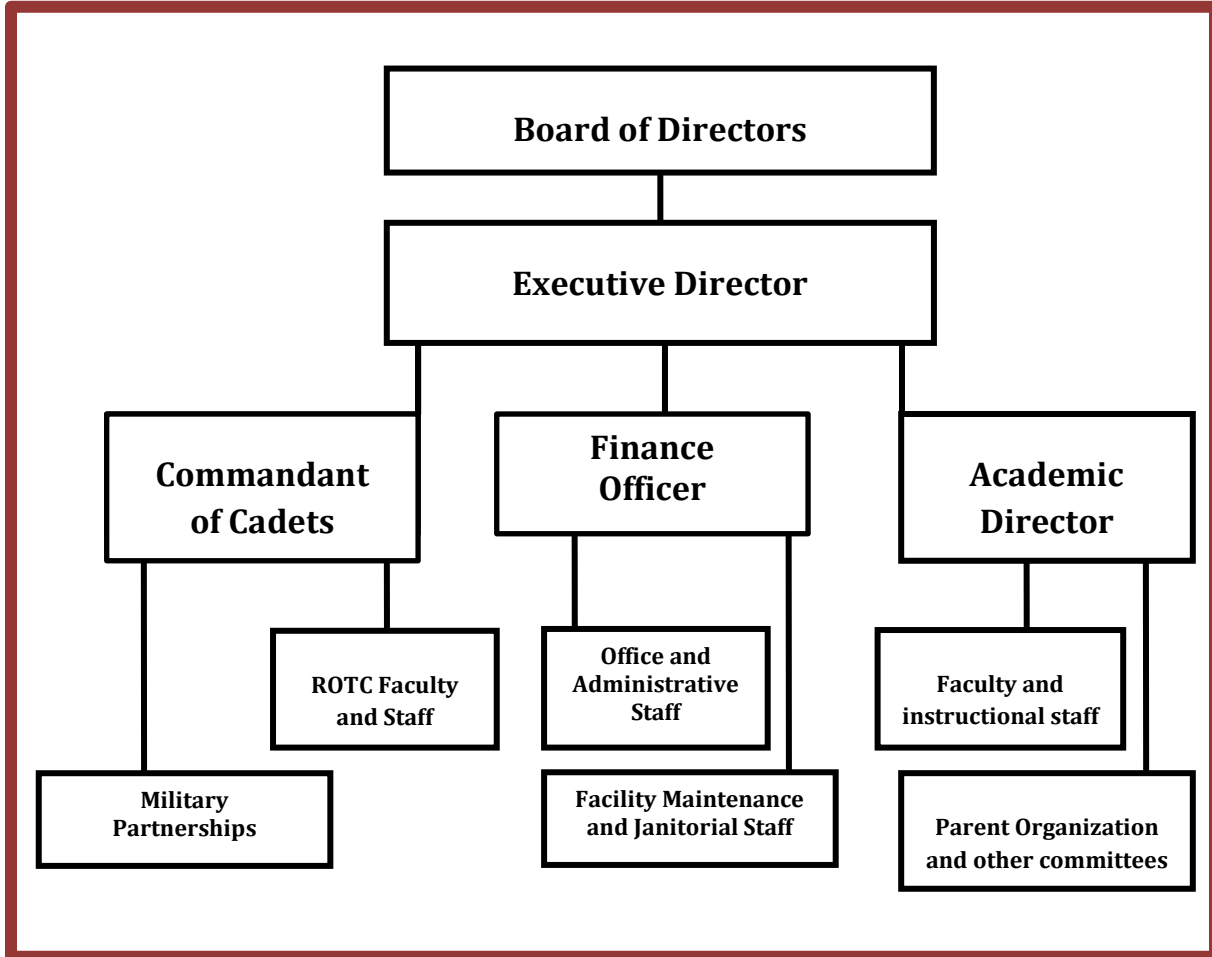 Board of Directors
Executive Director
Commandant
of Cadets
Finance
Officer
Academic
Director
ROTC Faculty
and Staff
Office and
Administrative
Staff
Faculty and
instructional staff
Military
Partnerships
Facility Maintenance
and Janitorial Staff
Parent Organization
and other committees